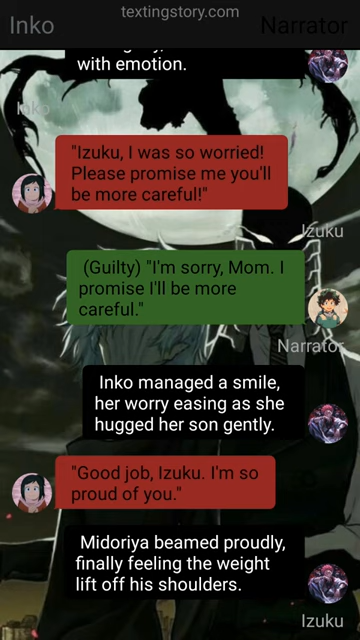 textingstory.com
Inko
Narrator
with emotion.
Inko
"Izuku, I was so worried!
Please promise me you'll
be more careful!"
Izuku
(Guilty) "I'm sorry, Mom. I
promise I'll be more
careful."
Narrator
Inko managed a smile,
her worry easing as she
hugged her son gently.
"Good job, Izuku. I'm so
proud of you."
Midoriya beamed proudly,
finally feeling the weight
lift off his shoulders.
Izuku